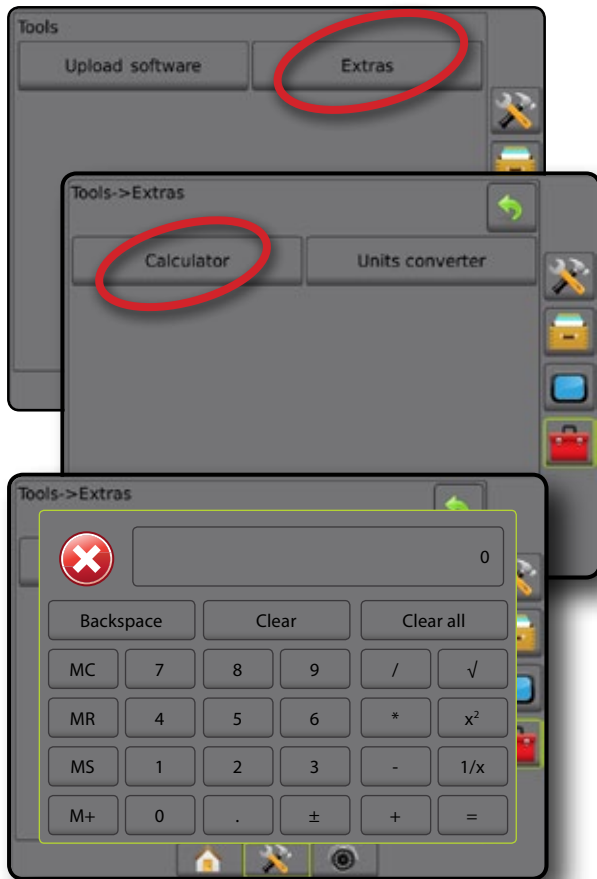 Tools
Upload software Extras
Tools->Extras
Calculator Units converter
Tools->Extras
0
Backspace Clear Clear all
MC 7 8 9 / √
MR 4 5 6 * x²
MS 1 2 3 - 1/x
M+ 0 . ± + =